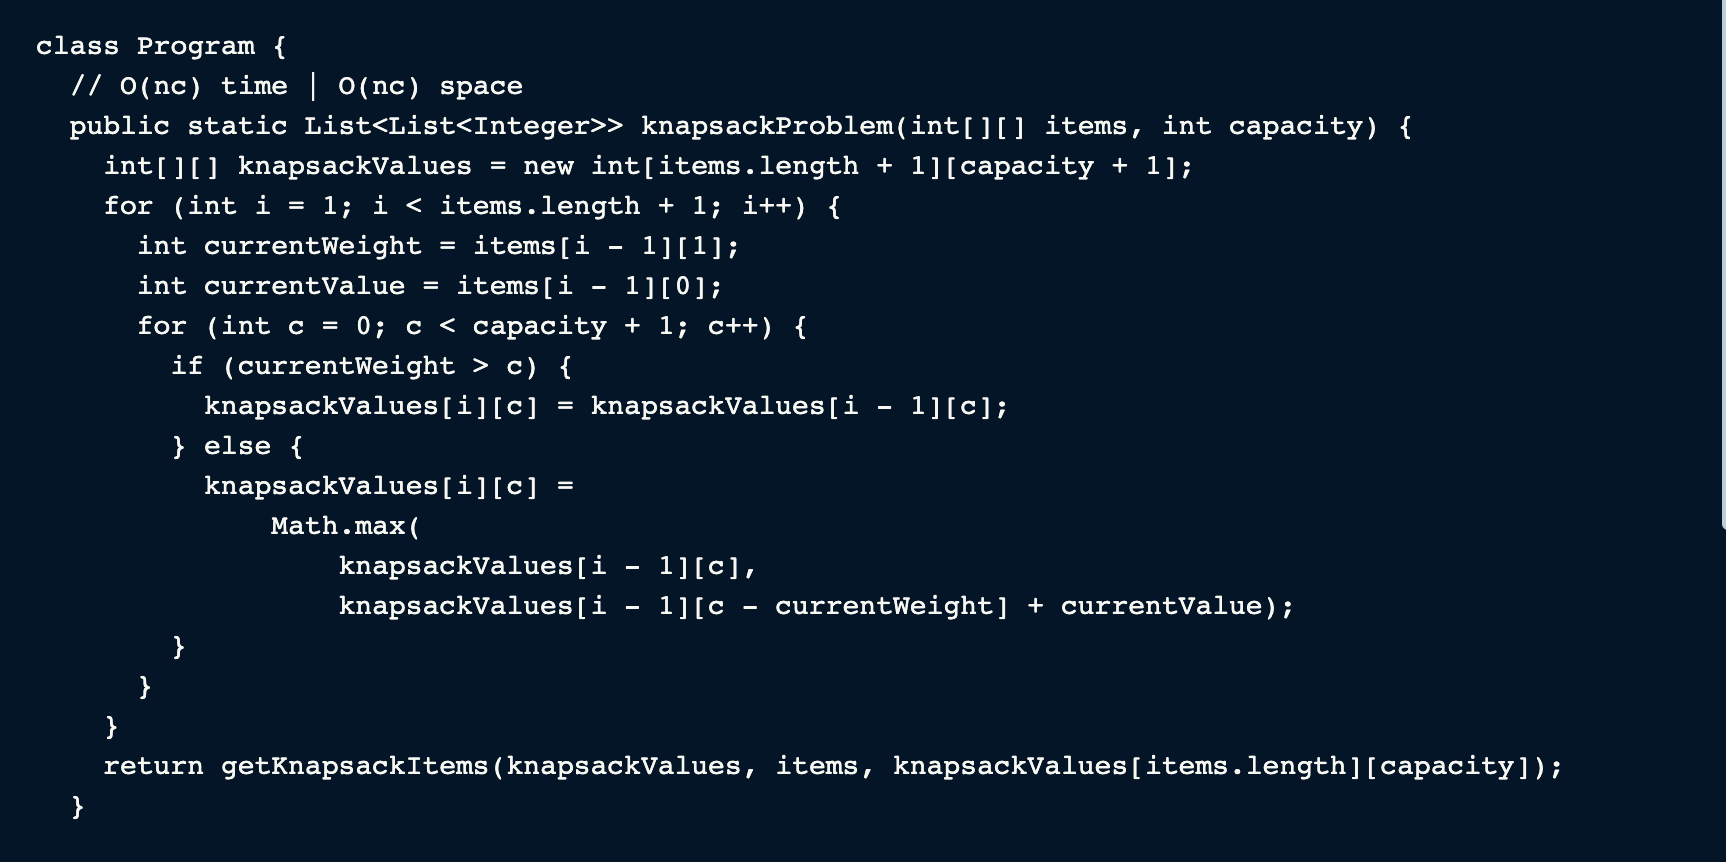 class Program {
  // O(nc) time | O(nc) space
  public static List<List<Integer>> knapsackProblem(int[][] items, int capacity) {
    int[][] knapsackValues = new int[items.length + 1][capacity + 1];
    for (int i = 1; i < items.length + 1; i++) {
      int currentWeight = items[i - 1][1];
      int currentValue = items[i - 1][0];
      for (int c = 0; c < capacity + 1; c++) {
        if (currentWeight > c) {
          knapsackValues[i][c] = knapsackValues[i - 1][c];
        } else {
          knapsackValues[i][c] =
              Math.max(
                  knapsackValues[i - 1][c],
                  knapsackValues[i - 1][c - currentWeight] + currentValue);
        }
      }
    }
    return getKnapsackItems(knapsackValues, items, knapsackValues[items.length][capacity]);
  }